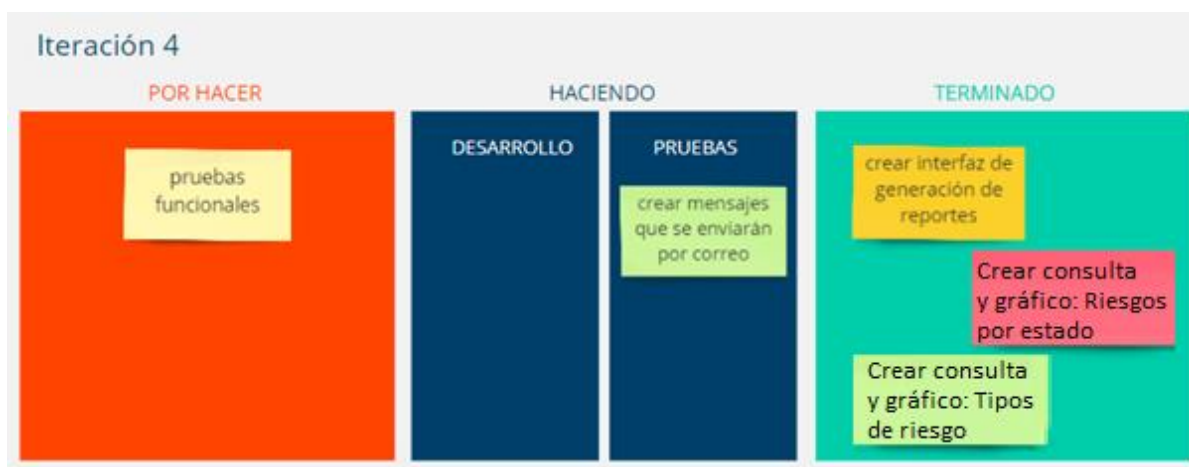 Iteración 4
POR HACER
HACIENDO
TERMINADO
pruebas
funcionales
DESARROLLO
PRUEBAS
crear mensajes
que se enviarán
por correo
crear interfaz de
generación de
reportes
Crear consulta
y gráfico: Riesgos
por estado
Crear consulta
y gráfico: Tipos
de riesgo